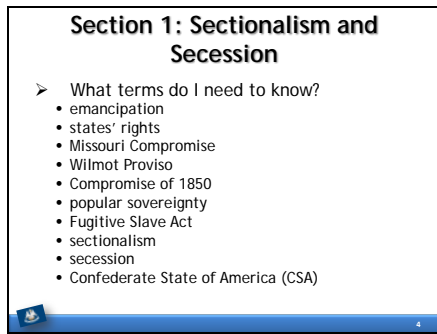 Section 1: Sectionalism and
Secession
➢ What terms do I need to know?
• emancipation
• states' rights
• Missouri Compromise
• Wilmot Proviso
• Compromise of 1850
• popular sovereignty
• Fugitive Slave Act
• sectionalism
• secession
• Confederate State of America (CSA)
4